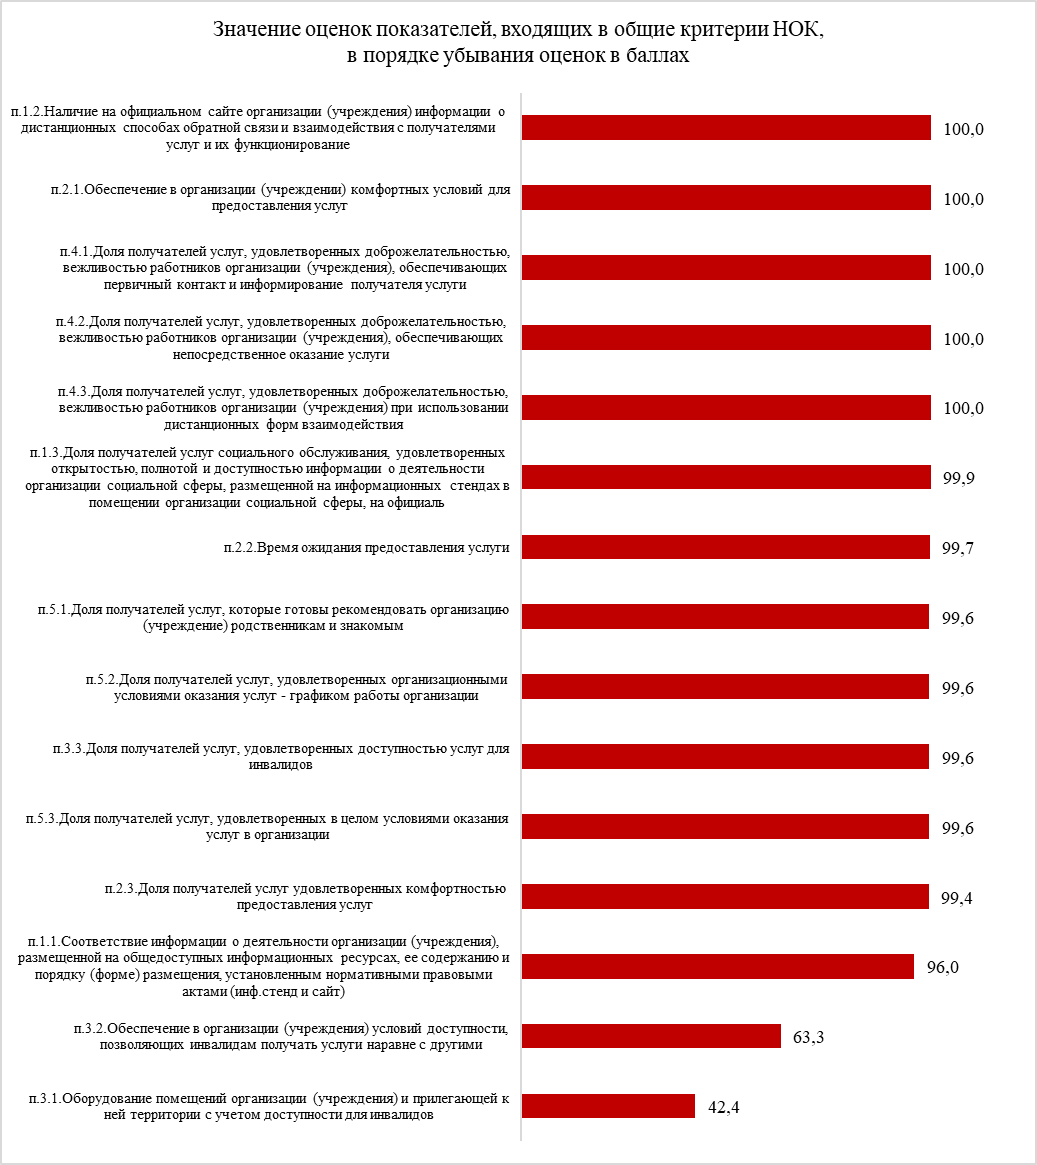 Значение оценок показателей, входящих в общие критерии НОК,
в порядке убывания оценок в баллах
п.1.2.Наличие на официальном сайте организации (учреждения) информации о
дистанционных способах обратной связи и взаимодействия с получателями
услуг и их функционирование
100,0
п.2.1.Обеспечение в организации (учреждении) комфортных условий для
предоставления услуг
100,0
п.4.1.Доля получателей услуг, удовлетворенных доброжелательностью,
вежливостью работников организации (учреждения), обеспечивающих
первичный контакт и информирование получателя услуги
100,0
п.4.2.Доля получателей услуг, удовлетворенных доброжелательностью,
вежливостью работников организации (учреждения), обеспечивающих
непосредственное оказание услуги
100,0
п.4.3.Доля получателей услуг, удовлетворенных доброжелательностью,
вежливостью работников организации (учреждения) при использовании
дистанционных форм взаимодействия
100,0
п.1.3.Доля получателей услуг социального обслуживания, удовлетворенных
открытостью, полнотой и доступностью информации о деятельности
организации социальной сферы, размещенной на информационных стендах в
помещении организации социальной сферы, на официаль
99,9
п.2.2.Время ожидания предоставления услуги
99,7
п.5.1.Доля получателей услуг, которые готовы рекомендовать организацию
(учреждение) родственникам и знакомым
99,6
п.5.2.Доля получателей услуг, удовлетворенных организационными
условиями оказания услуг - графиком работы организации
99,6
п.3.3.Доля получателей услуг, удовлетворенных доступностью услуг для
инвалидов
99,6
п.5.3.Доля получателей услуг, удовлетворенных в целом условиями оказания
услуг в организации
99,6
п.2.3.Доля получателей услуг удовлетворенных комфортностью
предоставления услуг
99,4
п.1.1.Соответствие информации о деятельности организации (учреждения),
размещенной на общедоступных информационных ресурсах, ее содержанию и
порядку (форме) размещения, установленным нормативными правовыми
актами (инф.стенд и сайт)
96,0
п.3.2.Обеспечение в организации (учреждения) условий доступности,
позволяющих инвалидам получать услуги наравне с другими
63,3
п.3.1.Оборудование помещений организации (учреждения) и прилегающей к
ней территории с учетом доступности для инвалидов
42,4